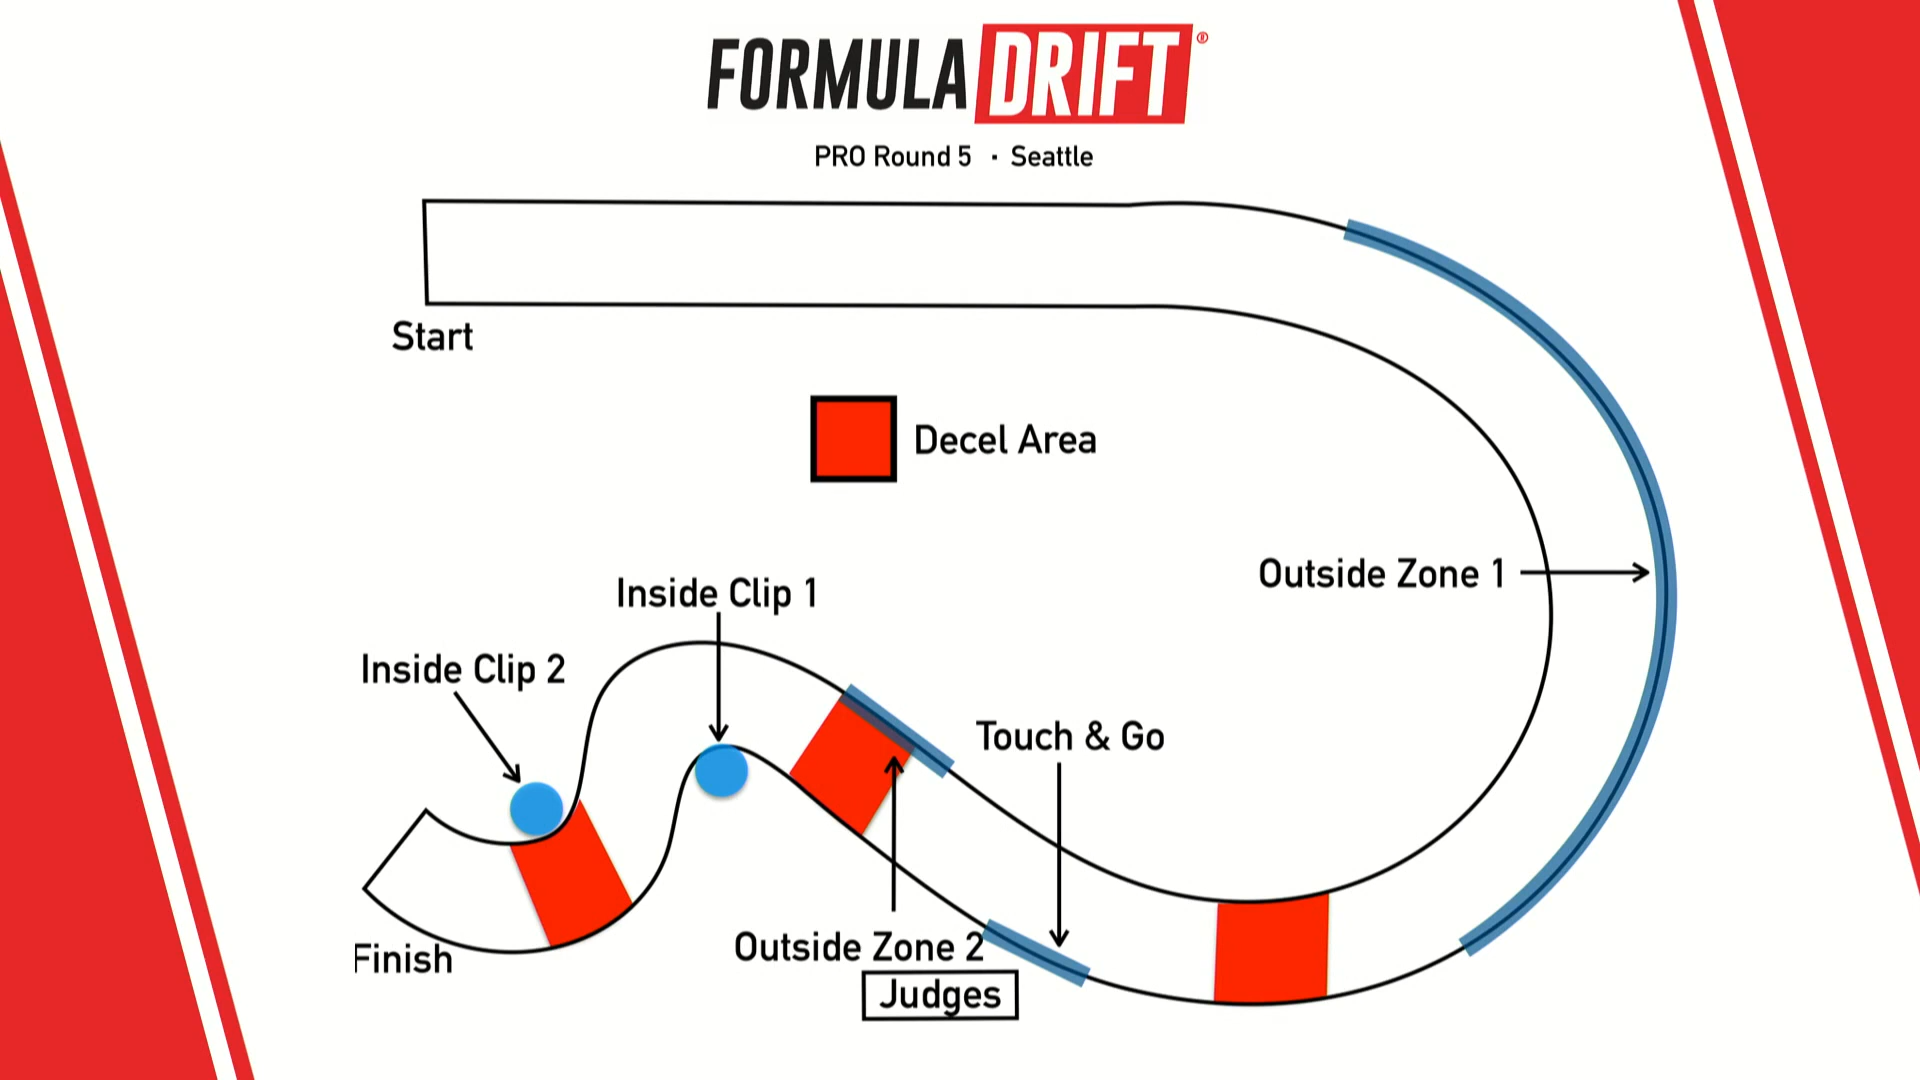 FORMULA DRIFT®
PRO Round 5 · Seattle
Start
Decel Area
Outside Zone 1
Inside Clip 1
Inside Clip 2
Touch & Go
Outside Zone 2
Finish
Judges